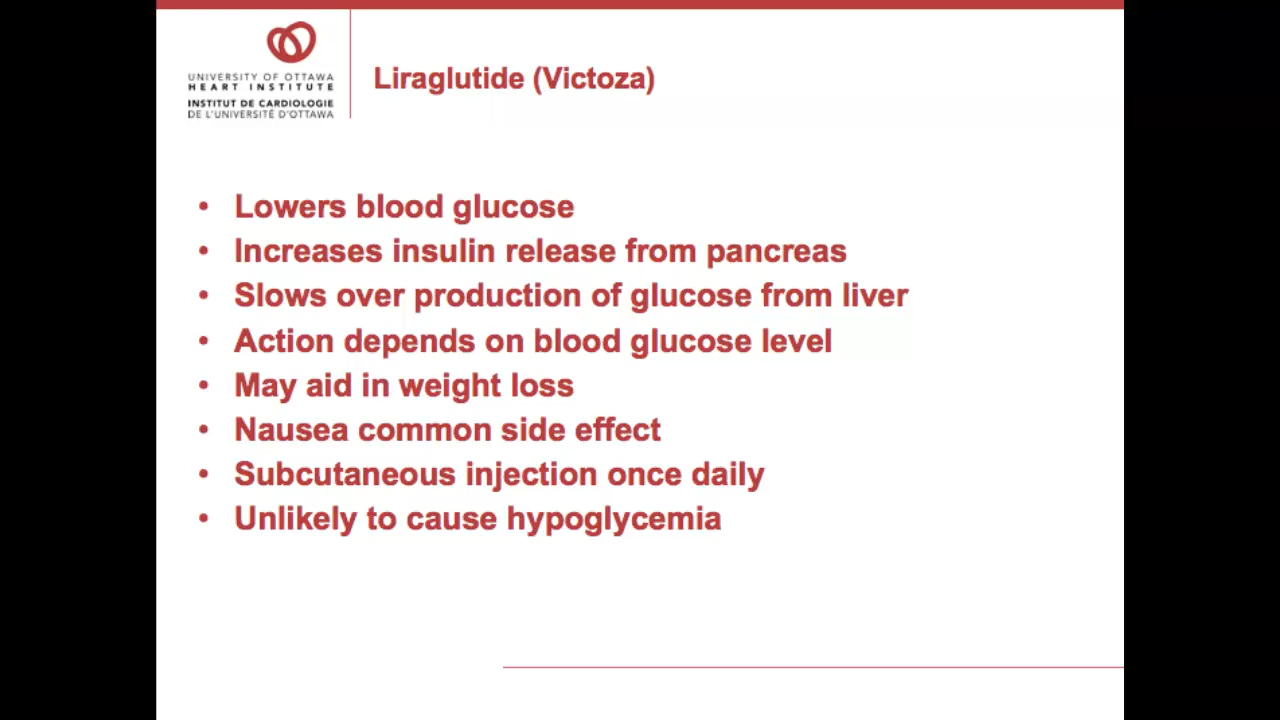 UNIVERSITY OF OTTAWA
HEART INSTITUTE
INSTITUT DE CARDIOLOGIE
DE L'UNIVERSITÉ D'OTTAWA
Liraglutide (Victoza)
• Lowers blood glucose
• Increases insulin release from pancreas
• Slows over production of glucose from liver
• Action depends on blood glucose level
• May aid in weight loss
• Nausea common side effect
• Subcutaneous injection once daily
• Unlikely to cause hypoglycemia